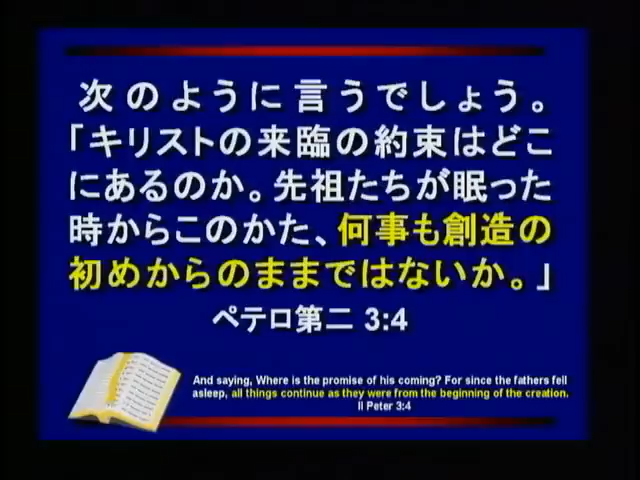 次のように言うでしょう。
「キリストの来臨の約束はどこ
にあるのか。先祖たちが眠った
時からこのかた、何事も創造の
初めからのままではないか。」
ペテロ第二 3:4
And saying, Where is the promise of his coming? For since the fathers fell
asleep, all things continue as they were from the beginning of the creation.
II Peter 3:4